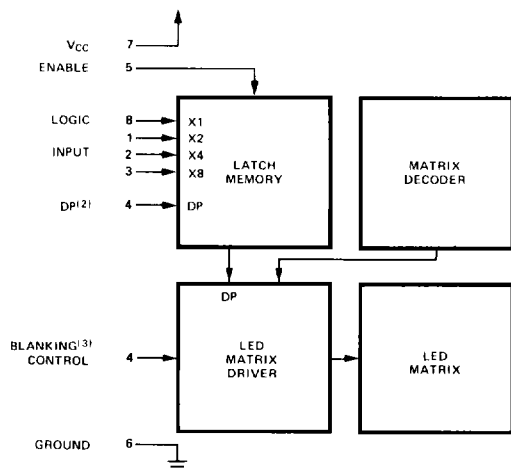 VCC 7
ENABLE 5
LOGIC 8 X1
1 X2
INPUT 2 X4
3 X8
DP(2) 4 DP
LATCH
MEMORY
MATRIX
DECODER
DP
BLANKING(3)
CONTROL 4
LED
MATRIX
DRIVER
LED
MATRIX
GROUND 6